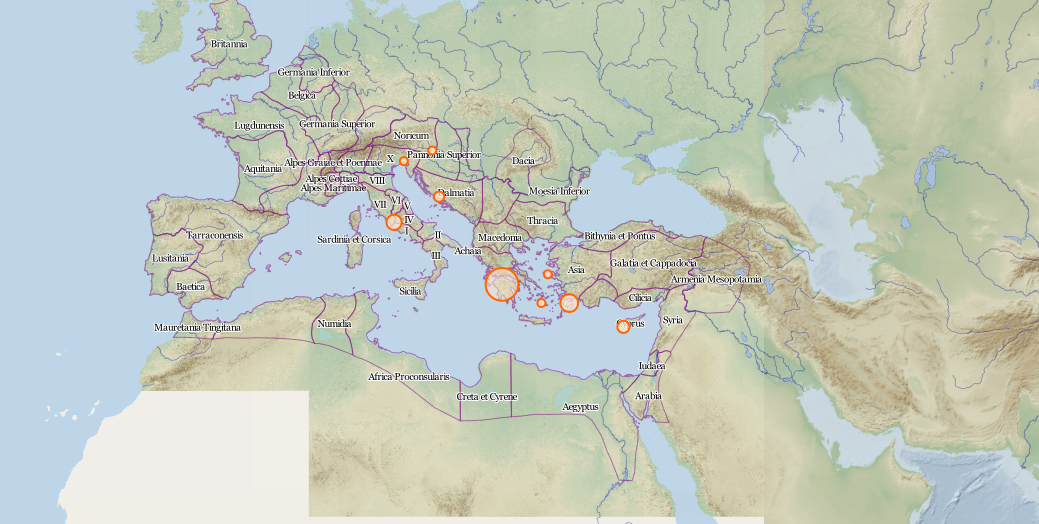 Britannia
Germania Inferior
Belgica
Lugdunensis
Germania Superior
Noricum
Aquitania
Alpes Graiae et Poeninae
X
Pannonia Superior
Dacia
Alpes Cottiae
VIII
Alpes Maritimae
Dalmatia
Moesia Inferior
VI
V
VII
IV
Thracia
I
Tarraconensis
Sardinia et Corsica
II
Macedonia
Bithynia et Pontus
Lusitania
III
Achaia
Asia
Galatia et Cappadocia
Armenia Mesopotamia
Baetica
Sicilia
Cilicia
Mauretania Tingitana
Numidia
Syria
Iudaea
Africa Proconsularis
Creta et Cyrene
Aegyptus
Arabia